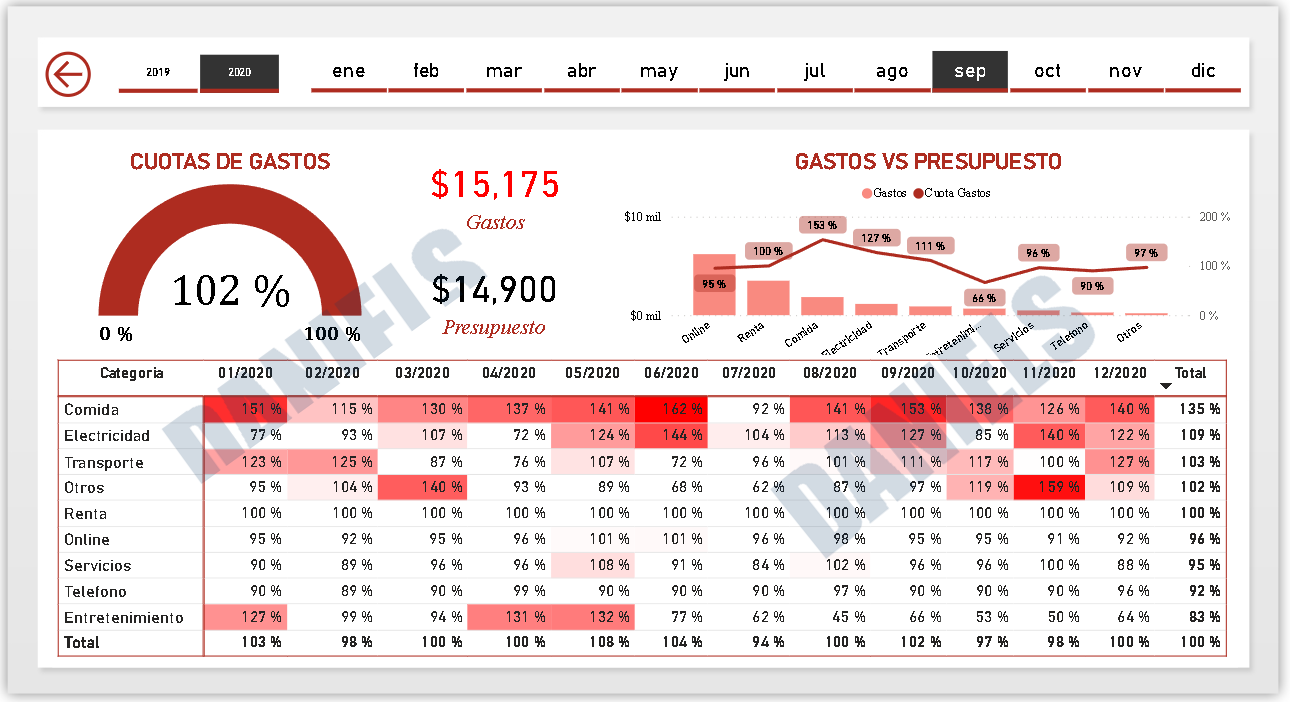 2019 2020 ene feb mar abr may jun jul ago sep oct nov dic
CUOTAS DE GASTOS
102 %
0 % 100 %
$15,175
Gastos
$14,900
Presupuesto
GASTOS VS PRESUPUESTO
Gastos Cuota Gastos
$10 mil 200 %
153 %
127 %
111 %
100 %
96 %
97 %
100 %
95 %
90 %
66 %
$0 mil 0 %
Online Renta Comida Electricidad Transporte Entretenimi... Servicios Telefono Otros
Categoria 01/2020 02/2020 03/2020 04/2020 05/2020 06/2020 07/2020 08/2020 09/2020 10/2020 11/2020 12/2020 Total
Comida 151 % 115 % 130 % 137 % 141 % 162 % 92 % 141 % 153 % 138 % 126 % 140 % 135 %
Electricidad 77 % 93 % 107 % 72 % 124 % 144 % 104 % 113 % 127 % 85 % 140 % 122 % 109 %
Transporte 123 % 125 % 87 % 76 % 107 % 72 % 96 % 101 % 111 % 117 % 100 % 127 % 103 %
Otros 95 % 104 % 140 % 93 % 89 % 68 % 62 % 87 % 97 % 119 % 159 % 109 % 102 %
Renta 100 % 100 % 100 % 100 % 100 % 100 % 100 % 100 % 100 % 100 % 100 % 100 % 100 %
Online 95 % 92 % 95 % 96 % 101 % 101 % 96 % 98 % 95 % 95 % 91 % 92 % 96 %
Servicios 90 % 89 % 96 % 96 % 108 % 91 % 84 % 102 % 96 % 96 % 100 % 88 % 95 %
Telefono 90 % 89 % 90 % 99 % 90 % 90 % 90 % 97 % 90 % 90 % 90 % 96 % 92 %
Entretenimiento 127 % 99 % 94 % 131 % 132 % 77 % 62 % 45 % 66 % 53 % 50 % 64 % 83 %
Total 103 % 98 % 100 % 100 % 108 % 104 % 94 % 100 % 102 % 97 % 98 % 100 % 100 %
DANIFIS
DANIFIS